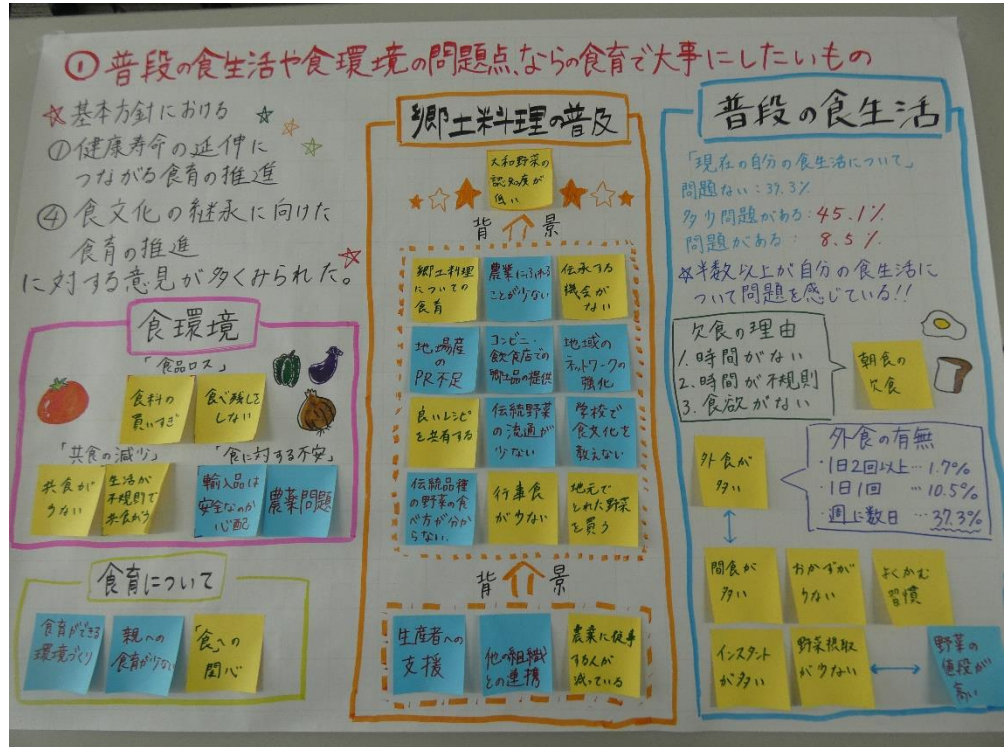 ① 普段の食生活や食環境の問題点、ならの食育で大事にしたいもの
☆基本方針における
①健康寿命の延伸に
つながる食育の推進
④食文化の継承に向けた
食育の推進
に対する意見が多くみられた。
食環境
「食品ロス」
食料の
買いすぎ
食べ残しを
しない
「共食の減少」
共食が
少ない
生活が
不規則で
「食に対する不安」
輸入品は
安全なのか
心配
農薬問題
食育について
食育ができる
環境づくり
親への
食育が少ない
「食」への
関心
郷土料理の普及
大和野菜の
認知度が
低い
背景
郷土料理
についての
食育
農業にふれる
ことが少ない
伝承する
機会が
ない
地場産
の
PR不足
コンビニ・
飲食店での
郷土品の提供
地域の
ネットワークの
強化
良いレシピ
を共有する
伝統野菜
の流通が
少ない
学校で
食文化を
教えない
伝統品種
の野菜の食
べ方が分か
らない.
行事食
が少ない
地元で
とれた野菜
を買う
背景
生産者への
支援
他の組織
との連携
農業に従事
する人が
減っている
普段の食生活
「現在の自分の食生活について」
問題ない:37.3%
多少問題がある:45.1%
問題がある:8.5%
☆半数以上が自分の食生活に
ついて問題を感じている!!
欠食の理由
1.時間がない
2.時間が不規則
3.食欲がない
朝食の
欠食
外食が
多い
外食の有無
・1日2回以上…1.7%
・1日1回…10.5%
・週に数日…37.3%
間食が
多い
おかずが
少ない
よくかむ
習慣
インスタント
が多い
野菜摂取
が少ない
野菜の
値段が
高い